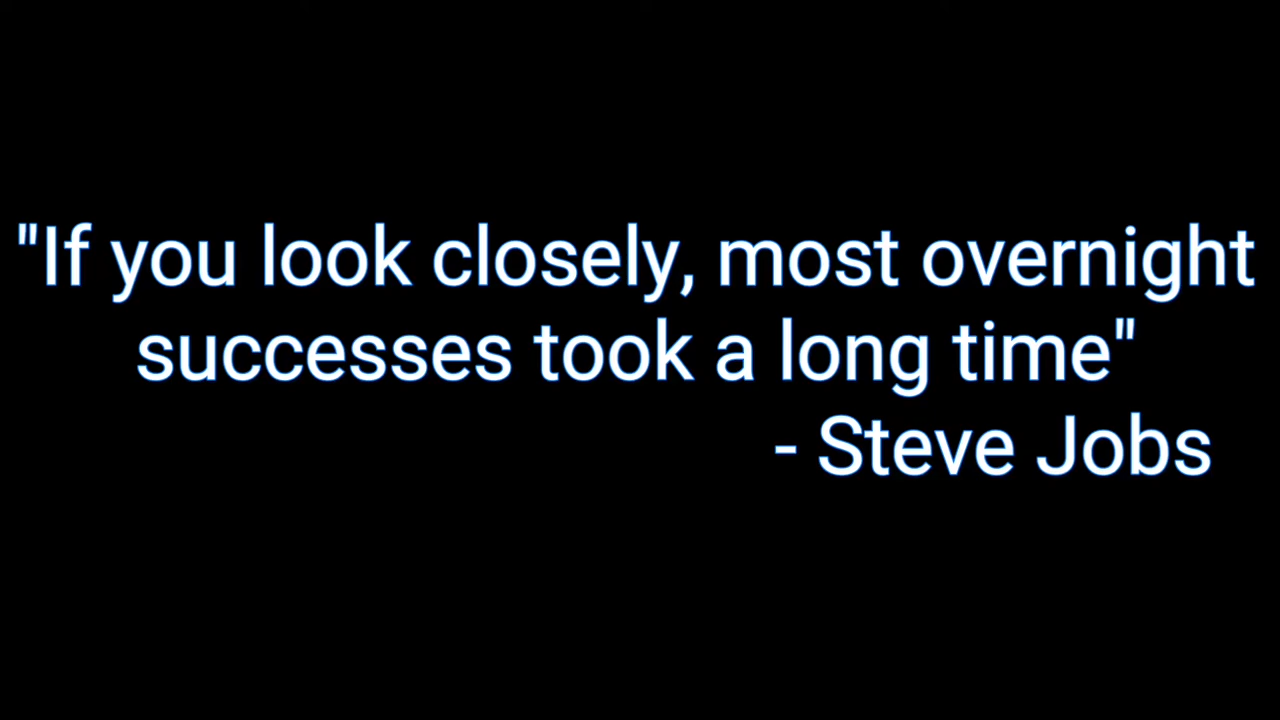 "If you look closely, most overnight
successes took a long time"
- Steve Jobs